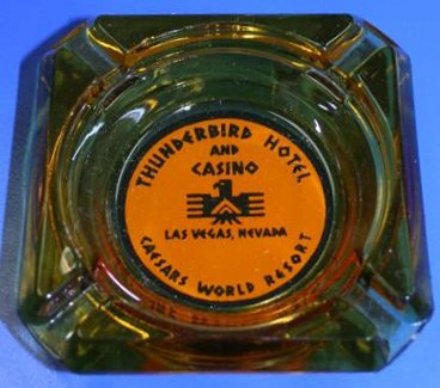 THUNDERBIRD HOTEL
AND
CASINO
LAS VEGAS, NEVADA
CAESARS WORLD RESORT